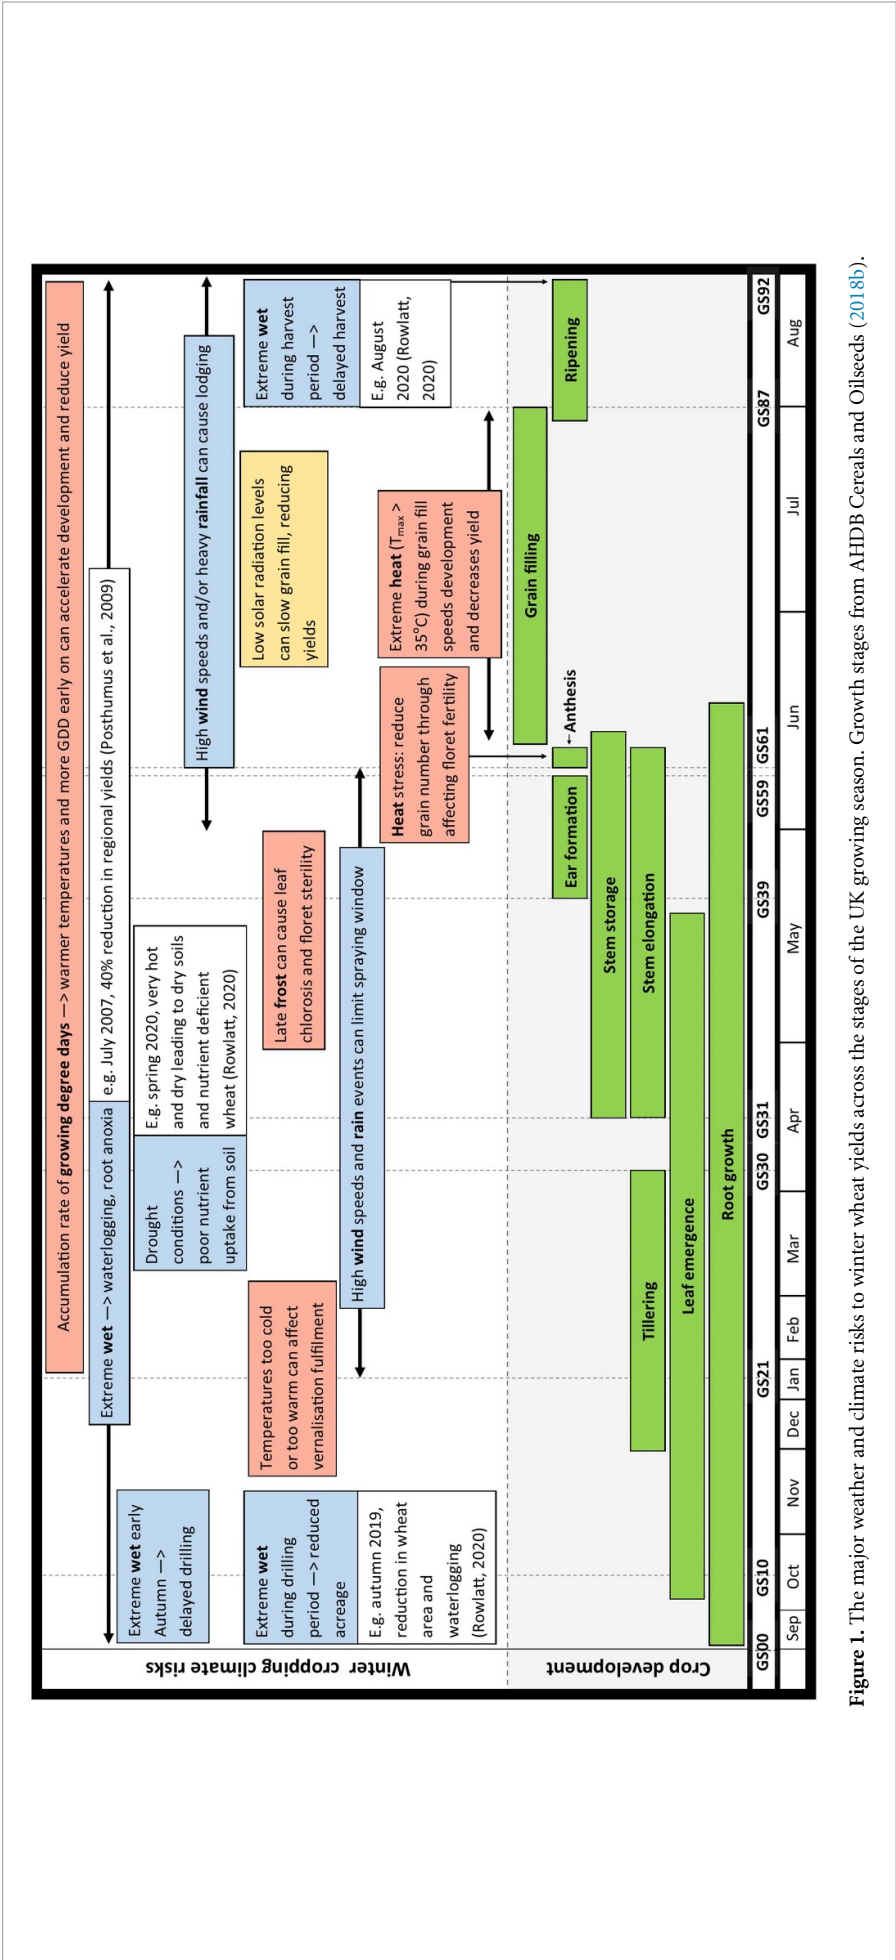 Winter cropping climate risks
Accumulation rate of growing degree days —> warmer temperatures and more GDD early on can accelerate development and reduce yield
Extreme wet —> waterlogging, root anoxia
e.g. July 2007, 40% reduction in regional yields (Posthumus et al., 2009)
Extreme wet early
Autumn —>
delayed drilling
Drought
conditions —>
poor nutrient
uptake from soil
E.g. spring 2020, very hot
and dry leading to dry soils
and nutrient deficient
wheat (Rowlatt, 2020)
High wind speeds and/or heavy rainfall can cause lodging
Extreme wet
during drilling
period —> reduced
acreage
E.g. autumn 2019,
reduction in wheat
area and
waterlogging
(Rowlatt, 2020)
Temperatures too cold
or too warm can affect
vernalisation fulfilment
Late frost can cause leaf
chlorosis and floret sterility
Low solar radiation levels
can slow grain fill, reducing
yields
Extreme wet
during harvest
period —>
delayed harvest
E.g. August
2020 (Rowlatt,
2020)
High wind speeds and rain events can limit spraying window
Heat stress: reduce
grain number through
affecting floret fertility
Extreme heat (Tmax >
35°C) during grain fill
speeds development
and decreases yield
Crop development
Grain filling
Ear formation
←Anthesis
Ripening
Stem storage
Tillering
Stem elongation
Leaf emergence
Root growth
GS00 GS10 GS21 GS30 GS31 GS39 GS59 GS61 GS87 GS92
Sep Oct Nov Dec Jan Feb Mar Apr May Jun Jul Aug
Figure 1. The major weather and climate risks to winter wheat yields across the stages of the UK growing season. Growth stages from AHDB Cereals and Oilseeds (2018b).